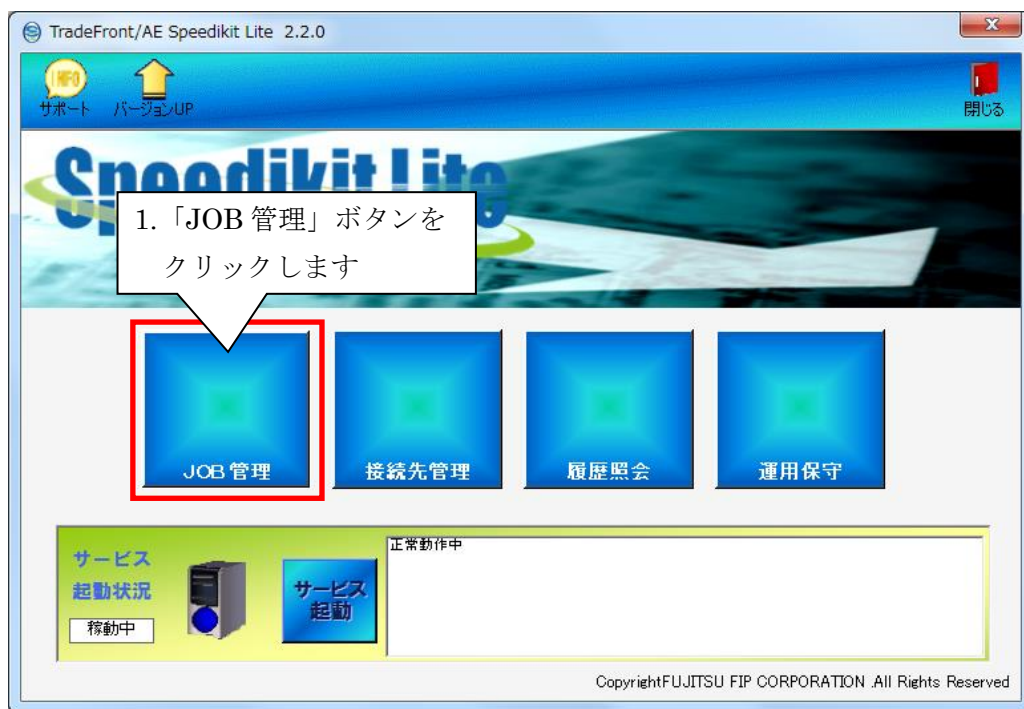 TradeFront/AE Speedikit Lite 2.2.0
サポート バージョンUP 閉じる
Speedikit Lite
1.「JOB 管理」ボタンを
クリックします
JOB管理 接続先管理 履歴照会 運用保守
サービス
起動状況
稼動中
サービス
起動
正常動作中
CopyrightFUJITSU FIP CORPORATION .All Rights Reserved